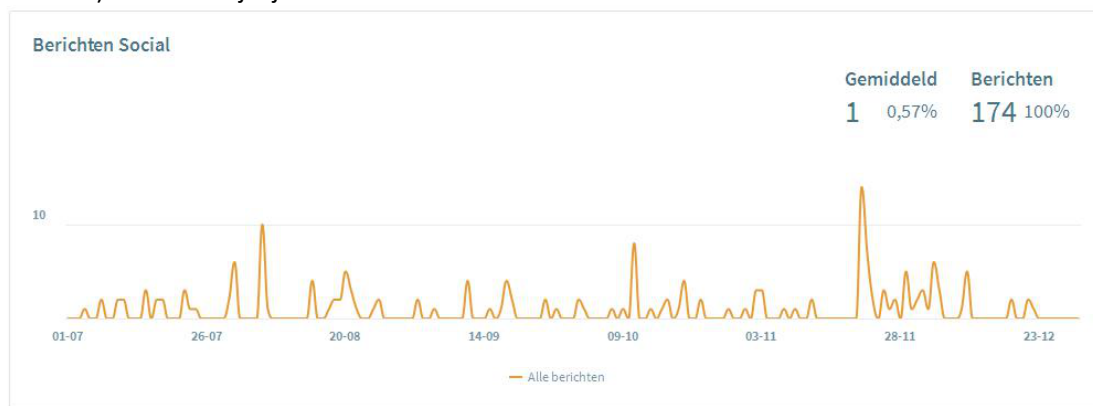 Berichten Social
Gemiddeld Berichten
1 0,57% 174 100%
10
01-07 26-07 20-08 14-09 09-10 03-11 28-11 23-12
Alle berichten